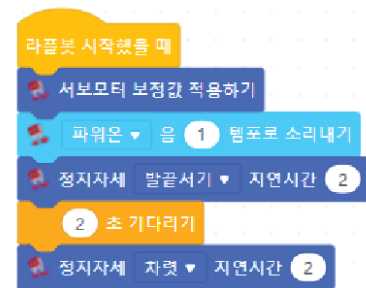 라플봇 시작했을 때
서보모터 보정값 적용하기
파워온 ▼ 음 1 템포로 소리내기
정지자세 발끝서기 ▼ 지연시간 2
2 초 기다리기
정지자세 차렷 ▼ 지연시간 2